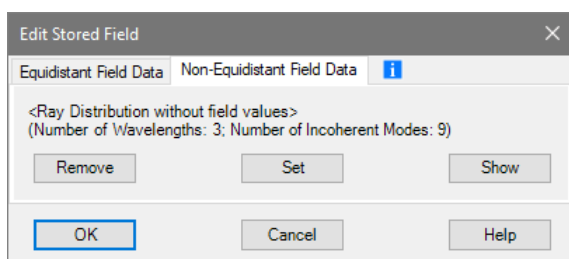 Edit Stored Field
Equidistant Field Data Non-Equidistant Field Data i
<Ray Distribution without field values>
(Number of Wavelengths: 3; Number of Incoherent Modes: 9)
Remove Set Show
OK Cancel Help